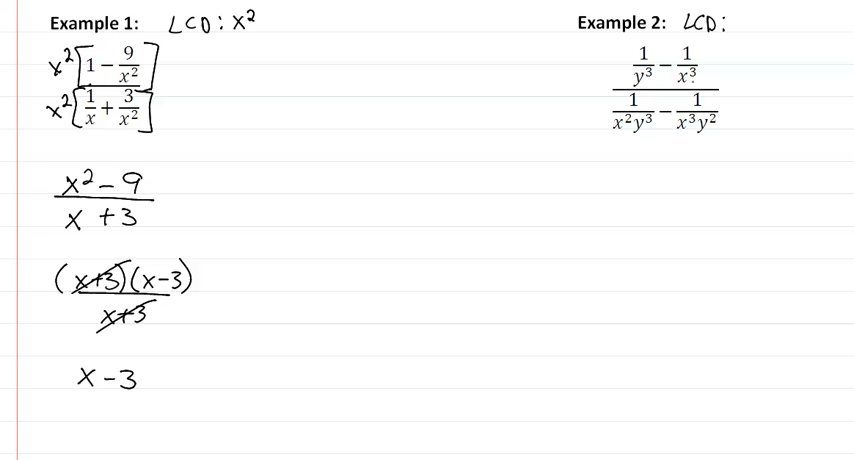 Example 1: LCD: x²
x²[1 − 9/x²]
x²[1/x + 3/x²]
x² − 9
x + 3
(x+3)(x−3)
x+3
x − 3
Example 2: LCD:
1/y³ − 1/x³
1/x²y³ − 1/x³y²